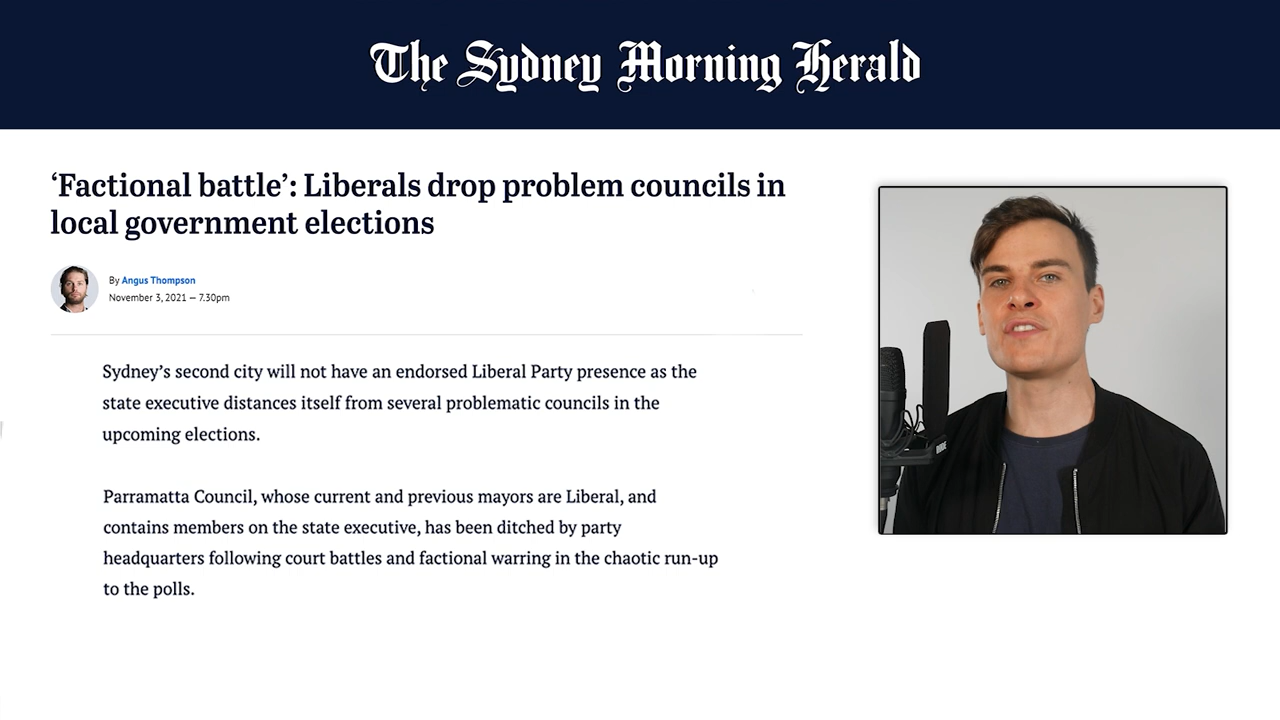 The Sydney Morning Herald
‘Factional battle’: Liberals drop problem councils in
local government elections
By Angus Thompson
November 3, 2021 — 7.30pm
Sydney’s second city will not have an endorsed Liberal Party presence as the
state executive distances itself from several problematic councils in the
upcoming elections.
Parramatta Council, whose current and previous mayors are Liberal, and
contains members on the state executive, has been ditched by party
headquarters following court battles and factional warring in the chaotic run-up
to the polls.
RODE